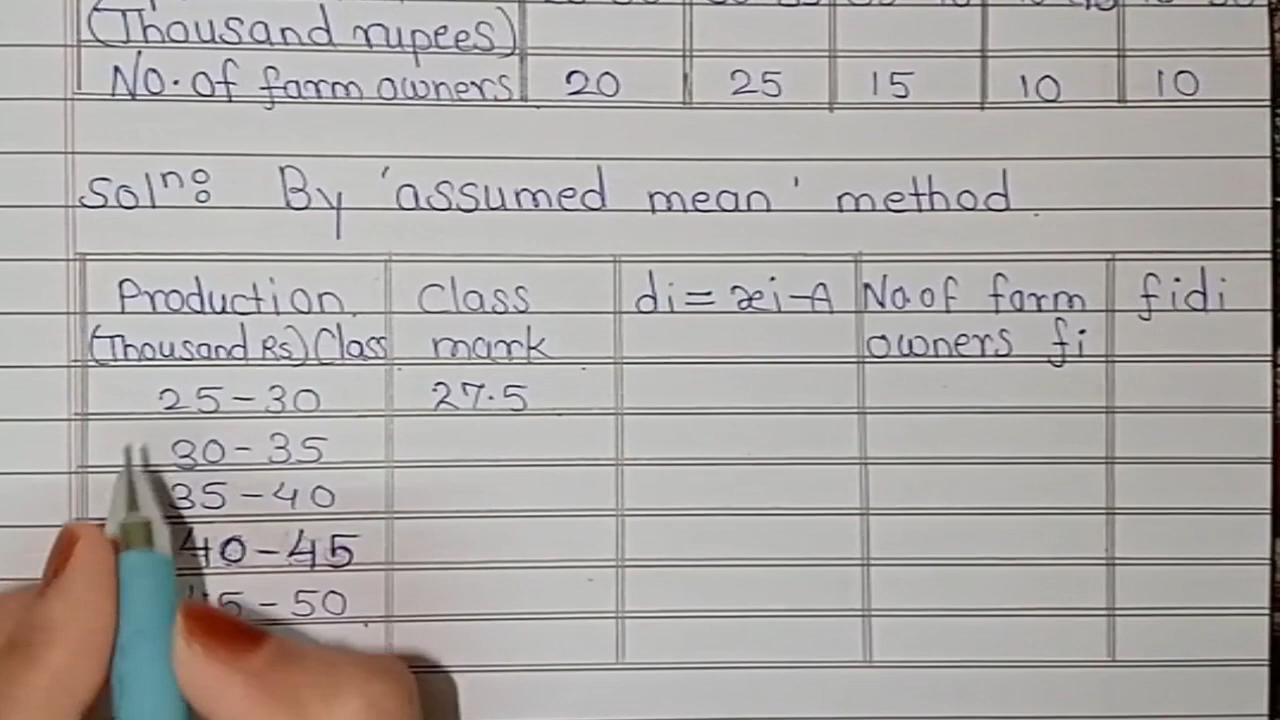 (Thousand rupees)
No. of farm owners 20 25 15 10 10
Solⁿ: By 'assumed mean' method.
Production Class di = xi - A No of farm fidi
(Thousand Rs) Class mark owners fi
25 - 30 27.5
30 - 35
35 - 40
40 - 45
45 - 50